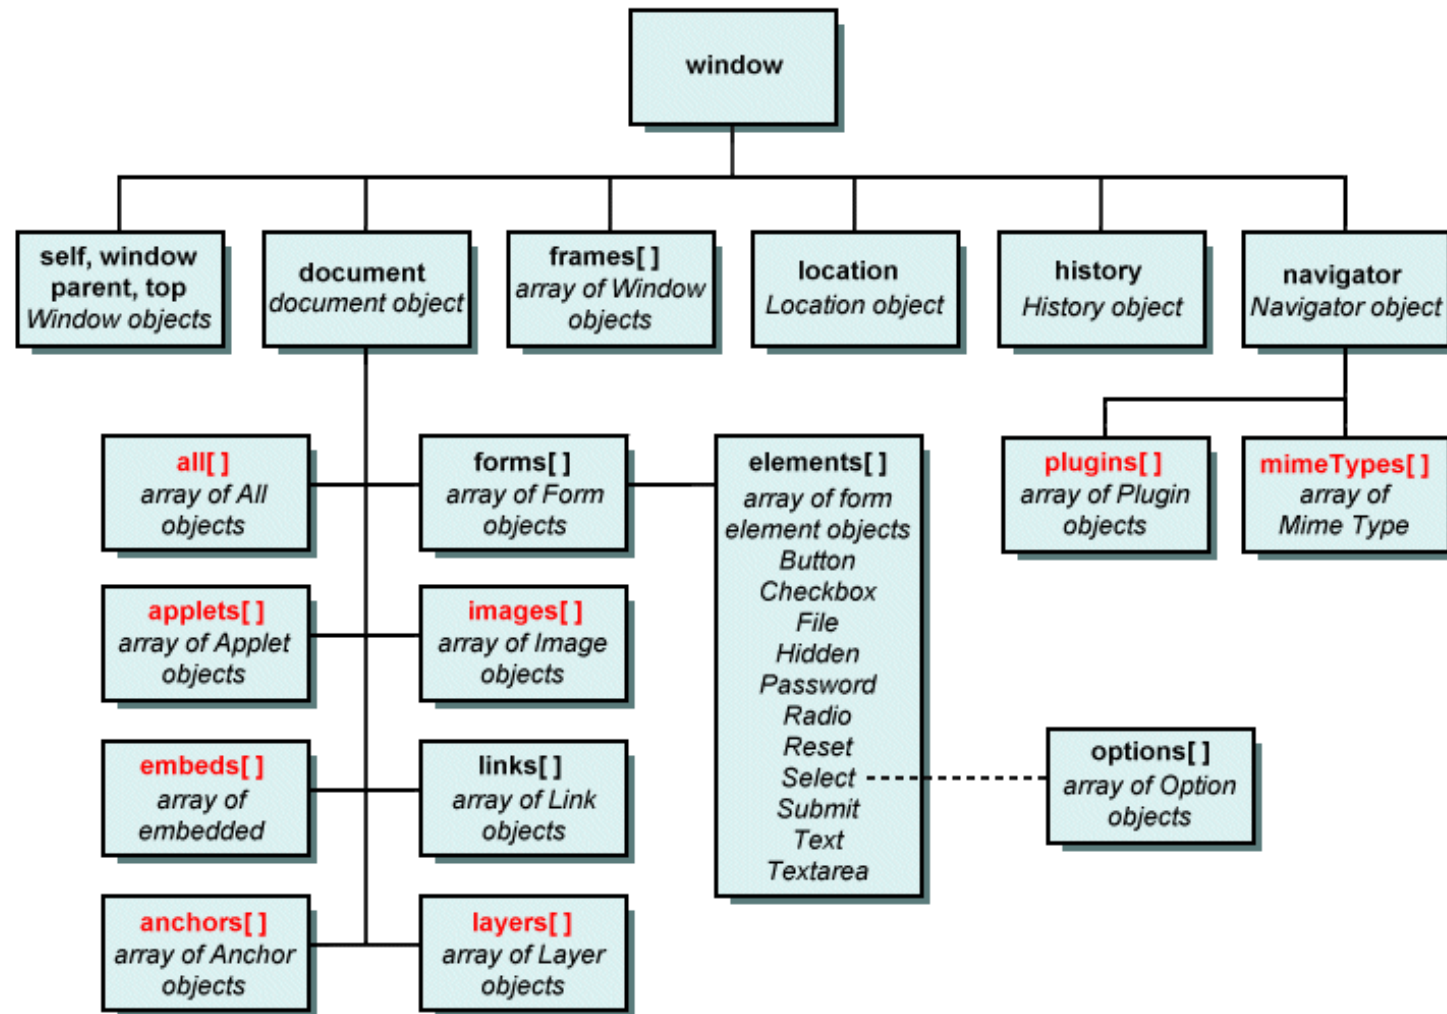 window
self, window
parent, top
Window objects
document
document object
frames[ ]
array of Window
objects
location
Location object
history
History object
navigator
Navigator object
all[ ]
array of All
objects
forms[ ]
array of Form
objects
elements[ ]
array of form
element objects
Button
Checkbox
File
Hidden
Password
Radio
Reset
Select
Submit
Text
Textarea
plugins[ ]
array of Plugin
objects
mimeTypes[ ]
array of
Mime Type
applets[ ]
array of Applet
objects
images[ ]
array of Image
objects
embeds[ ]
array of
embedded
links[ ]
array of Link
objects
options[ ]
array of Option
objects
anchors[ ]
array of Anchor
objects
layers[ ]
array of Layer
objects